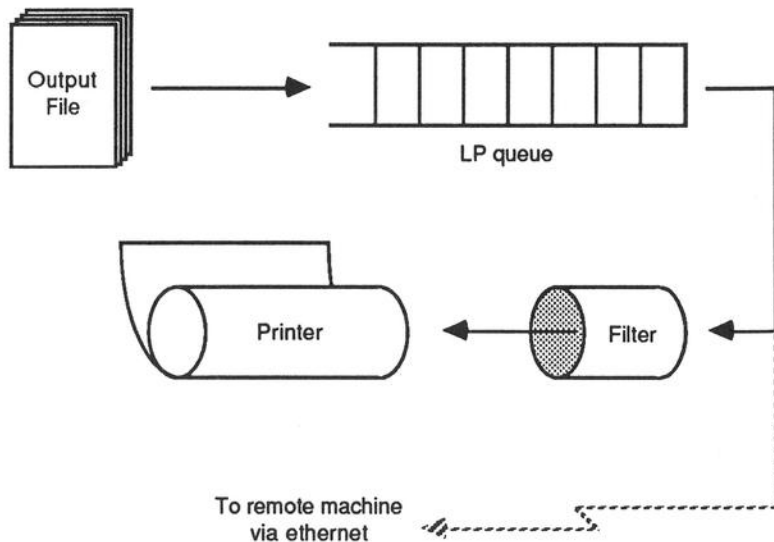 Output
File
LP queue
Printer
Filter
To remote machine
via ethernet